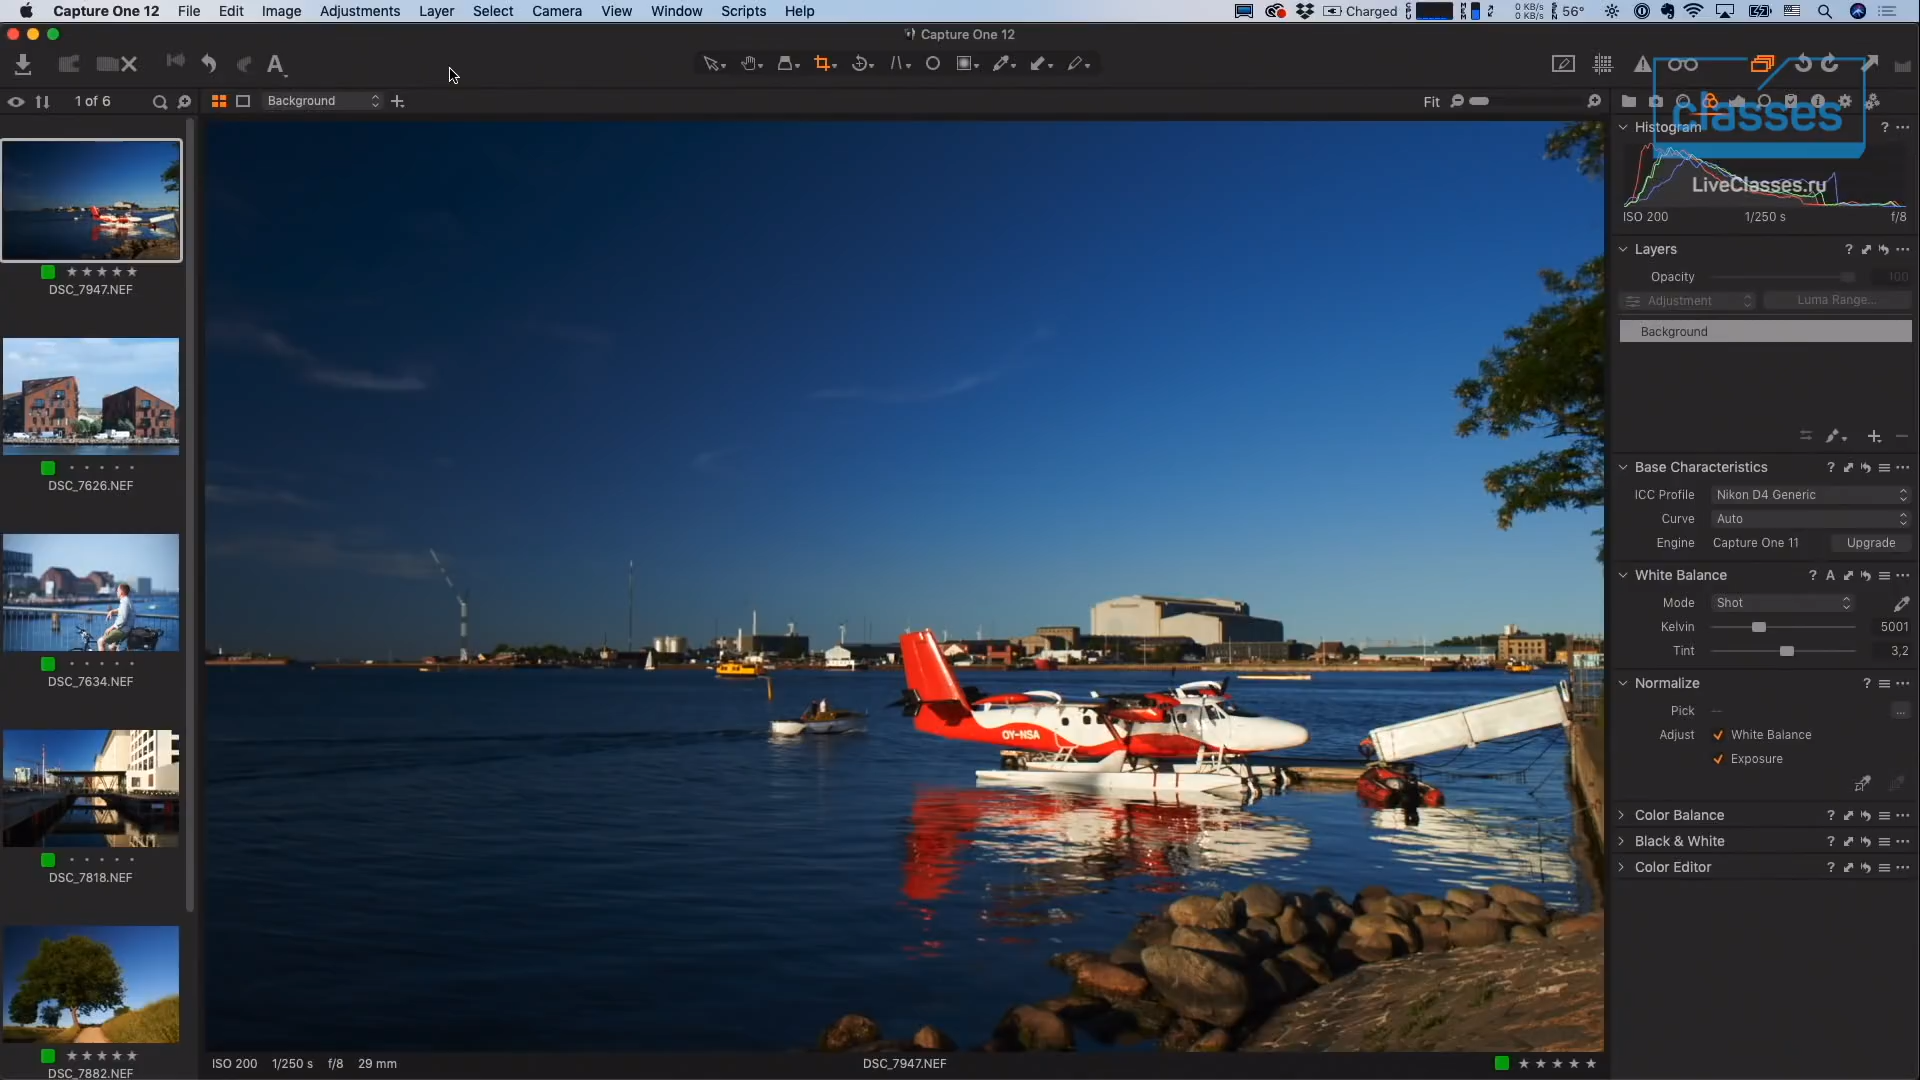 Capture One 12 File Edit Image Adjustments Layer Select Camera View Window Scripts Help Charged 0 KB/s 0 KB/s 56°
Capture One 12
1 of 6 Background Fit
classes
LiveClasses.ru
Histogram
ISO 200 1/250 s f/8
Layers
Opacity 100
Adjustment Luma Range...
Background
Base Characteristics
ICC Profile Nikon D4 Generic
Curve Auto
Engine Capture One 11 Upgrade
White Balance
Mode Shot
Kelvin 5001
Tint 3,2
Normalize
Pick
Adjust White Balance
Exposure
Color Balance
Black & White
Color Editor
DSC_7947.NEF
DSC_7626.NEF
DSC_7634.NEF
DSC_7818.NEF
DSC_7882.NEF
OY-NSA
ISO 200 1/250 s f/8 29 mm DSC_7947.NEF